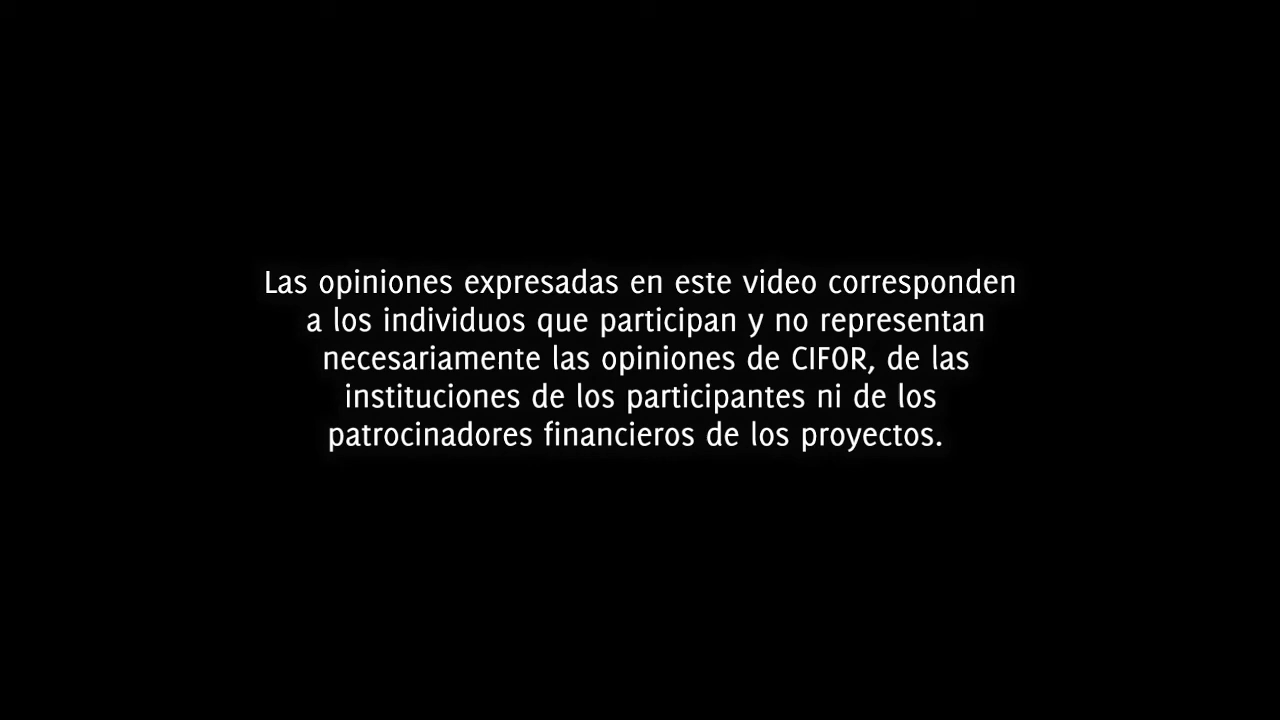 Las opiniones expresadas en este video corresponden
a los individuos que participan y no representan
necesariamente las opiniones de CIFOR, de las
instituciones de los participantes ni de los
patrocinadores financieros de los proyectos.